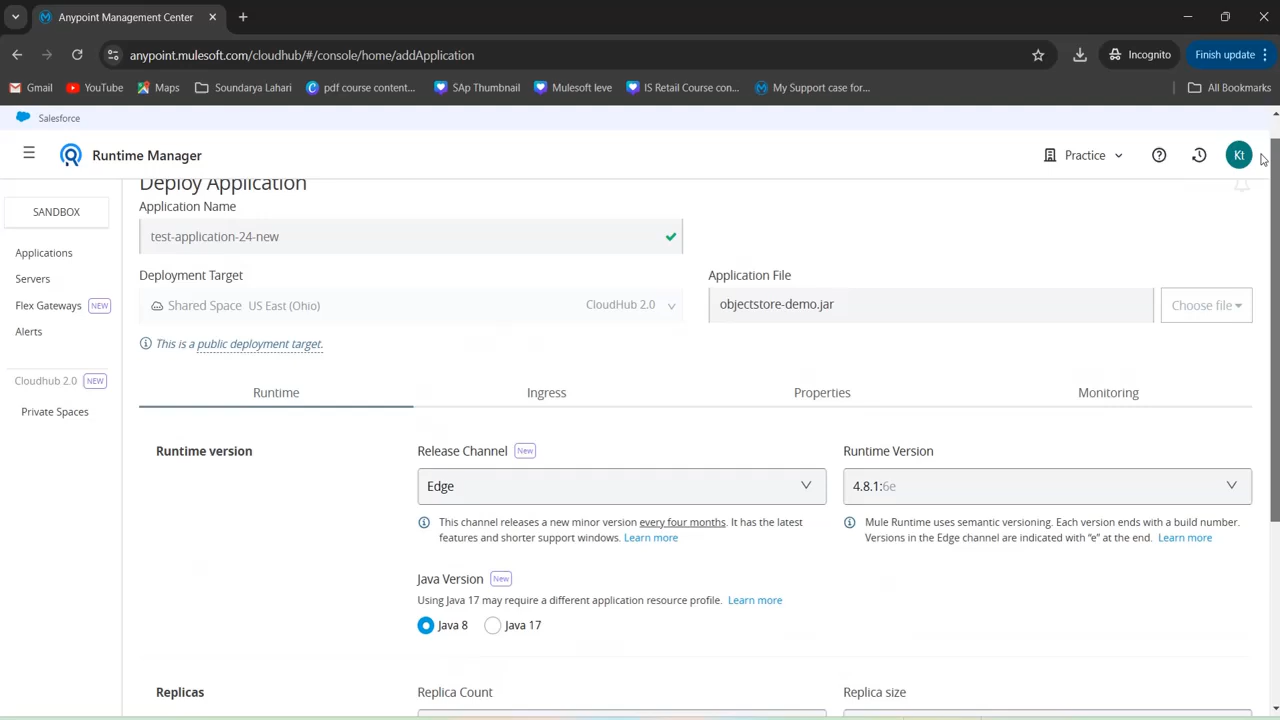 Anypoint Management Center
anypoint.mulesoft.com/cloudhub/#/console/home/addApplication
Incognito
Finish update
Gmail
YouTube
Maps
Soundarya Lahari
pdf course content...
SAp Thumbnail
Mulesoft leve
IS Retail Course con...
My Support case for...
All Bookmarks
Salesforce
Runtime Manager
Practice
Kt
SANDBOX
Applications
Servers
Flex Gateways NEW
Alerts
Cloudhub 2.0 NEW
Private Spaces
Deploy Application
Application Name
test-application-24-new
Deployment Target
Shared Space US East (Ohio) CloudHub 2.0
This is a public deployment target.
Application File
objectstore-demo.jar
Choose file
Runtime
Ingress
Properties
Monitoring
Runtime version
Release Channel New
Edge
This channel releases a new minor version every four months. It has the latest
features and shorter support windows. Learn more
Runtime Version
4.8.1:6e
Mule Runtime uses semantic versioning. Each version ends with a build number.
Versions in the Edge channel are indicated with “e” at the end. Learn more
Java Version New
Using Java 17 may require a different application resource profile. Learn more
Java 8
Java 17
Replicas
Replica Count
Replica size